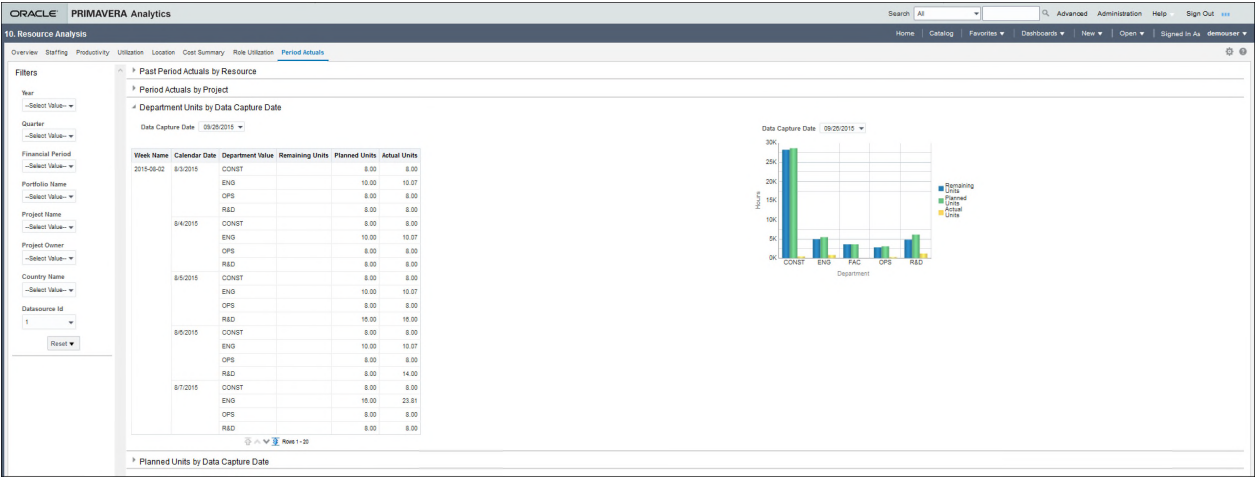 ORACLE PRIMAVERA Analytics Search All Advanced Administration Help Sign Out
10. Resource Analysis Home Catalog Favorites Dashboards New Open Signed In As demouser
Overview Staffing Productivity Utilization Location Cost Summary Role Utilization Period Actuals
Filters
Year
--Select Value--
Quarter
--Select Value--
Financial Period
--Select Value--
Portfolio Name
--Select Value--
Project Name
--Select Value--
Project Owner
--Select Value--
Country Name
--Select Value--
Datasource Id
1
Reset
Past Period Actuals by Resource
Period Actuals by Project
Department Units by Data Capture Date
Data Capture Date 09/25/2015
Week Name Calendar Date Department Value Remaining Units Planned Units Actual Units
2015-08-02 8/3/2015 CONST 8.00 8.00
ENG 10.00 10.07
OPS 8.00 8.00
R&D 8.00 8.00
8/4/2015 CONST 8.00 8.00
ENG 10.00 10.07
OPS 8.00 8.00
R&D 8.00 8.00
8/5/2015 CONST 8.00 8.00
ENG 10.00 10.07
OPS 8.00 8.00
R&D 16.00 16.00
8/6/2015 CONST 8.00 8.00
ENG 10.00 10.07
OPS 8.00 8.00
R&D 8.00 14.00
8/7/2015 CONST 8.00 8.00
ENG 16.00 23.81
OPS 8.00 8.00
R&D 8.00 8.00
Rows 1 - 20
Data Capture Date 09/25/2015
30K
25K
20K
15K
10K
5K
0K
Hours
CONST ENG FAC OPS R&D
Department
Remaining
Units
Planned
Units
Actual
Units
Planned Units by Data Capture Date